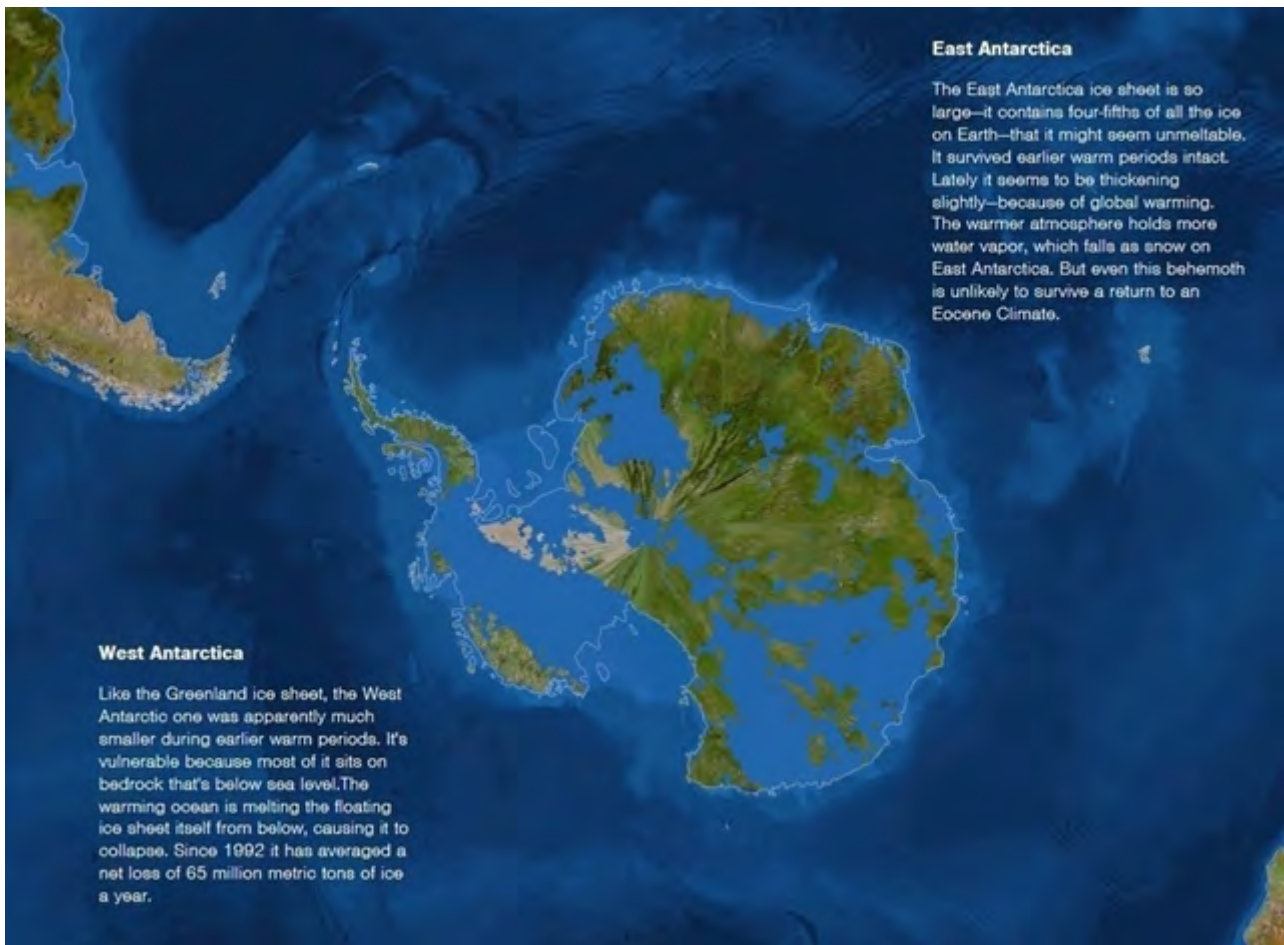 East Antarctica
The East Antarctica ice sheet is so
large—it contains four-fifths of all the ice
on Earth—that it might seem unmeltable.
It survived earlier warm periods intact.
Lately it seems to be thickening
slightly—because of global warming.
The warmer atmosphere holds more
water vapor, which falls as snow on
East Antarctica. But even this behemoth
is unlikely to survive a return to an
Eocene Climate.
West Antarctica
Like the Greenland ice sheet, the West
Antarctic one was apparently much
smaller during earlier warm periods. It's
vulnerable because most of it sits on
bedrock that's below sea level.The
warming ocean is melting the floating
ice sheet itself from below, causing it to
collapse. Since 1992 it has averaged a
net loss of 65 million metric tons of ice
a year.